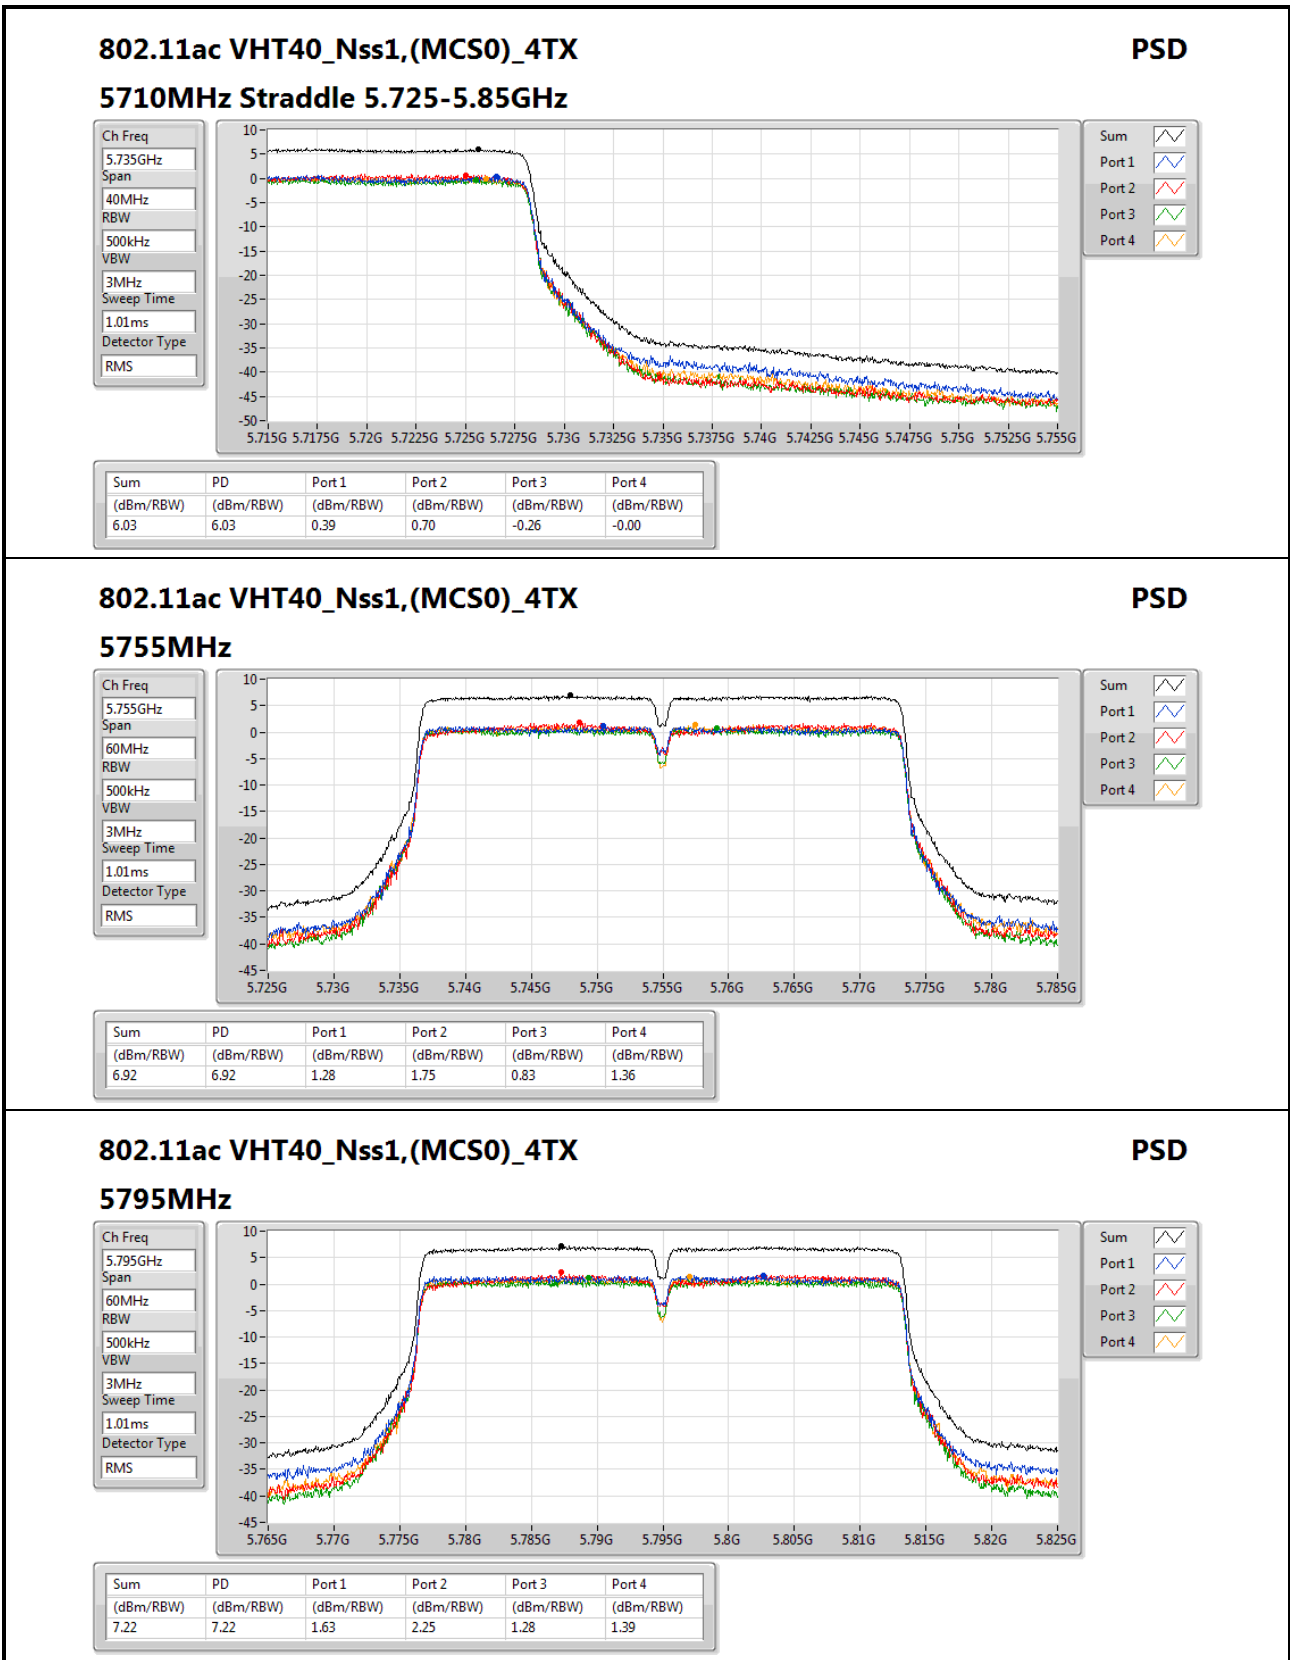 802.11ac VHT40_Nss1,(MCS0)_4TX PSD
5710MHz Straddle 5.725-5.85GHz
Ch Freq
5.735GHz
Span
40MHz
RBW
500kHz
VBW
3MHz
Sweep Time
1.01ms
Detector Type
RMS
10
5
0
-5
-10
-15
-20
-25
-30
-35
-40
-45
-50
5.715G 5.7175G 5.72G 5.7225G 5.725G 5.7275G 5.73G 5.7325G 5.735G 5.7375G 5.74G 5.7425G 5.745G 5.7475G 5.75G 5.7525G 5.755G
Sum
Port 1
Port 2
Port 3
Port 4
Sum PD Port 1 Port 2 Port 3 Port 4
(dBm/RBW) (dBm/RBW) (dBm/RBW) (dBm/RBW) (dBm/RBW) (dBm/RBW)
6.03 6.03 0.39 0.70 -0.26 -0.00
802.11ac VHT40_Nss1,(MCS0)_4TX PSD
5755MHz
Ch Freq
5.755GHz
Span
60MHz
RBW
500kHz
VBW
3MHz
Sweep Time
1.01ms
Detector Type
RMS
10
5
0
-5
-10
-15
-20
-25
-30
-35
-40
-45
5.725G 5.73G 5.735G 5.74G 5.745G 5.75G 5.755G 5.76G 5.765G 5.77G 5.775G 5.78G 5.785G
Sum
Port 1
Port 2
Port 3
Port 4
Sum PD Port 1 Port 2 Port 3 Port 4
(dBm/RBW) (dBm/RBW) (dBm/RBW) (dBm/RBW) (dBm/RBW) (dBm/RBW)
6.92 6.92 1.28 1.75 0.83 1.36
802.11ac VHT40_Nss1,(MCS0)_4TX PSD
5795MHz
Ch Freq
5.795GHz
Span
60MHz
RBW
500kHz
VBW
3MHz
Sweep Time
1.01ms
Detector Type
RMS
10
5
0
-5
-10
-15
-20
-25
-30
-35
-40
-45
5.765G 5.77G 5.775G 5.78G 5.785G 5.79G 5.795G 5.8G 5.805G 5.81G 5.815G 5.82G 5.825G
Sum
Port 1
Port 2
Port 3
Port 4
Sum PD Port 1 Port 2 Port 3 Port 4
(dBm/RBW) (dBm/RBW) (dBm/RBW) (dBm/RBW) (dBm/RBW) (dBm/RBW)
7.22 7.22 1.63 2.25 1.28 1.39